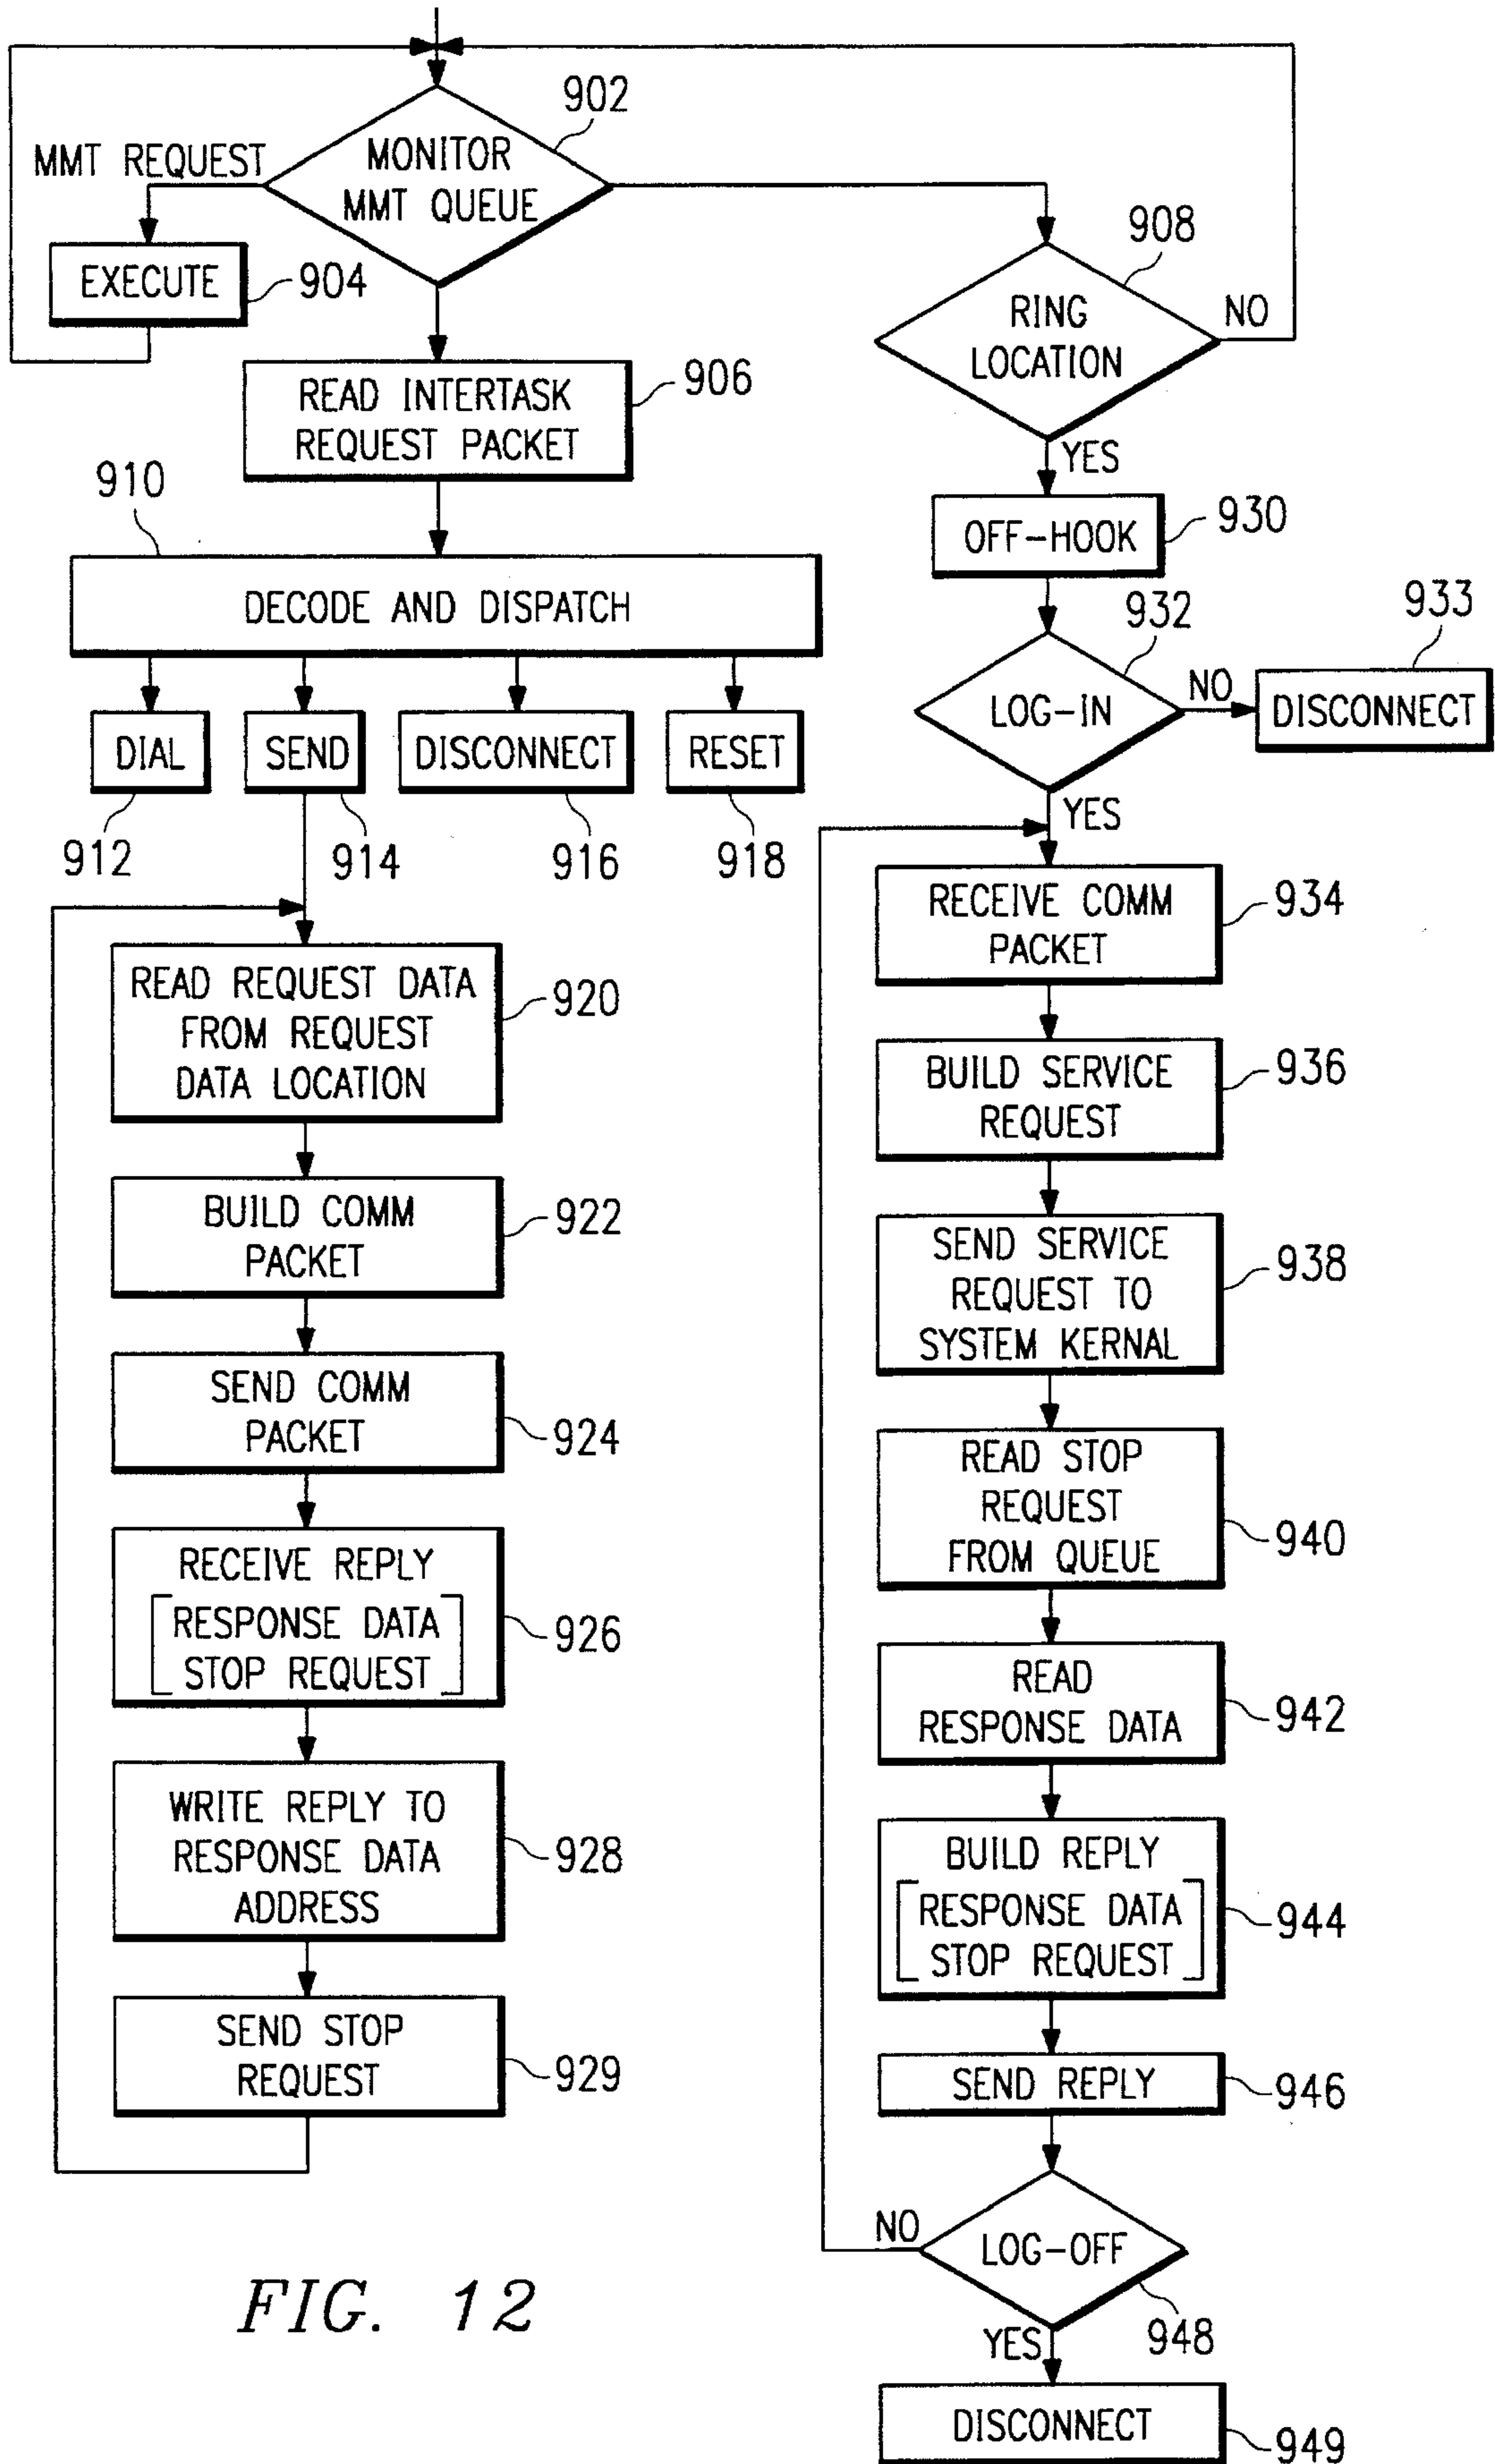 902
MMT REQUEST
MONITOR
MMT QUEUE
908
EXECUTE
904
RING
LOCATION
NO
906
READ INTERTASK
REQUEST PACKET
YES
910
OFF-HOOK
930
DECODE AND DISPATCH
932
933
LOG-IN
NO
DISCONNECT
DIAL
SEND
DISCONNECT
RESET
YES
912
914
916
918
RECEIVE COMM
PACKET
934
READ REQUEST DATA
FROM REQUEST
DATA LOCATION
920
BUILD SERVICE
REQUEST
936
BUILD COMM
PACKET
922
SEND SERVICE
REQUEST TO
SYSTEM KERNAL
938
SEND COMM
PACKET
924
READ STOP
REQUEST
FROM QUEUE
940
RECEIVE REPLY
[RESPONSE DATA
STOP REQUEST]
926
READ
RESPONSE DATA
942
WRITE REPLY TO
RESPONSE DATA
ADDRESS
928
BUILD REPLY
[RESPONSE DATA
STOP REQUEST]
944
SEND STOP
REQUEST
929
SEND REPLY
946
NO
LOG-OFF
948
YES
DISCONNECT
949
FIG. 12